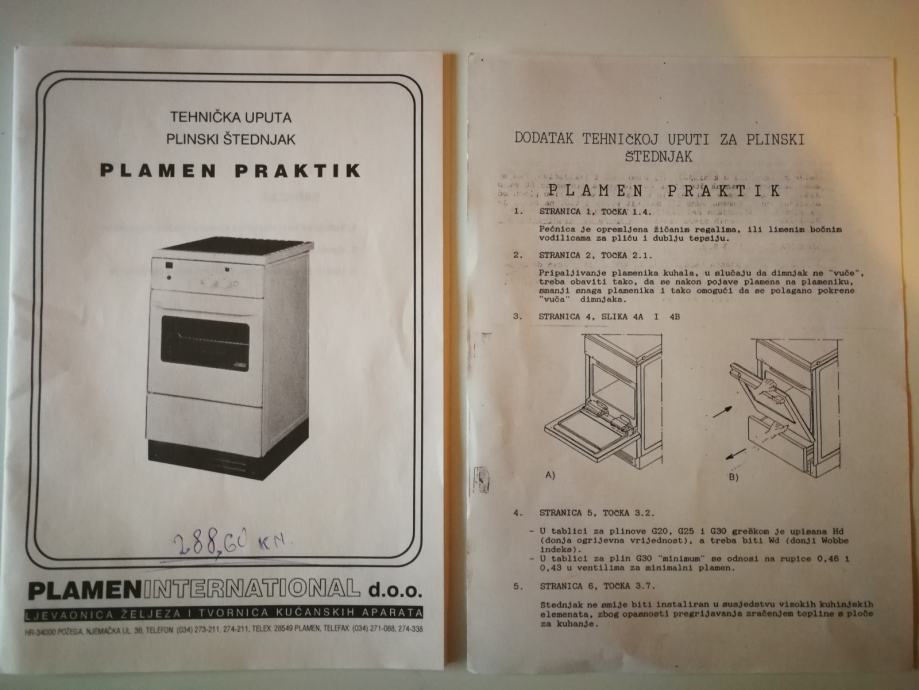 TEHNIČKA UPUTA
PLINSKI ŠTEDNJAK
PLAMEN PRAKTIK
288,60 KN.
PLAMEN INTERNATIONAL d.o.o.
LJEVAONICA ŽELJEZA I TVORNICA KUĆANSKIH APARATA
HR-34000 POŽEGA, NJEMAČKA UL. 36, TELEFON (034) 273-211, 274-211, TELEX: 28549 PLAMEN, TELEFAX: (034) 271-088, 274-338
DODATAK TEHNIČKOJ UPUTI ZA PLINSKI
ŠTEDNJAK
PLAMEN PRAKTIK
1. STRANICA 1, TOČKA 1.4.
Pećnica je opremljena žičanim regalima, ili limenim bočnim
vodilicama za pliću i dublju tepsiju.
2. STRANICA 2, TOČKA 2.1.
Pripaljivanje plamenika kuhala, u slučaju da dimnjak ne "vuče",
treba obaviti tako, da se nakon pojave plamena na plameniku,
smanji snaga plamenika i tako omogući da se polagano pokrene
"vuča" dimnjaka.
3. STRANICA 4, SLIKA 4A I 4B
A)
B)
4. STRANICA 5, TOČKA 3.2.
- U tablici za plinove G20, G25 i G30 greškom je upisana Hd
(donja ogrijevna vrijednost), a treba biti Wd (donji Wobbe
indeks).
- U tablici za plin G30 "minimum" se odnosi na rupice 0,46 i
0,43 u ventilima za minimalni plamen.
5. STRANICA 6, TOČKA 3.7.
Štednjak ne smije biti instaliran u susjedstvu visokih kuhinjskih
elemenata, zbog opasnosti pregrijavanja zračenjem topline s ploče
za kuhanje.